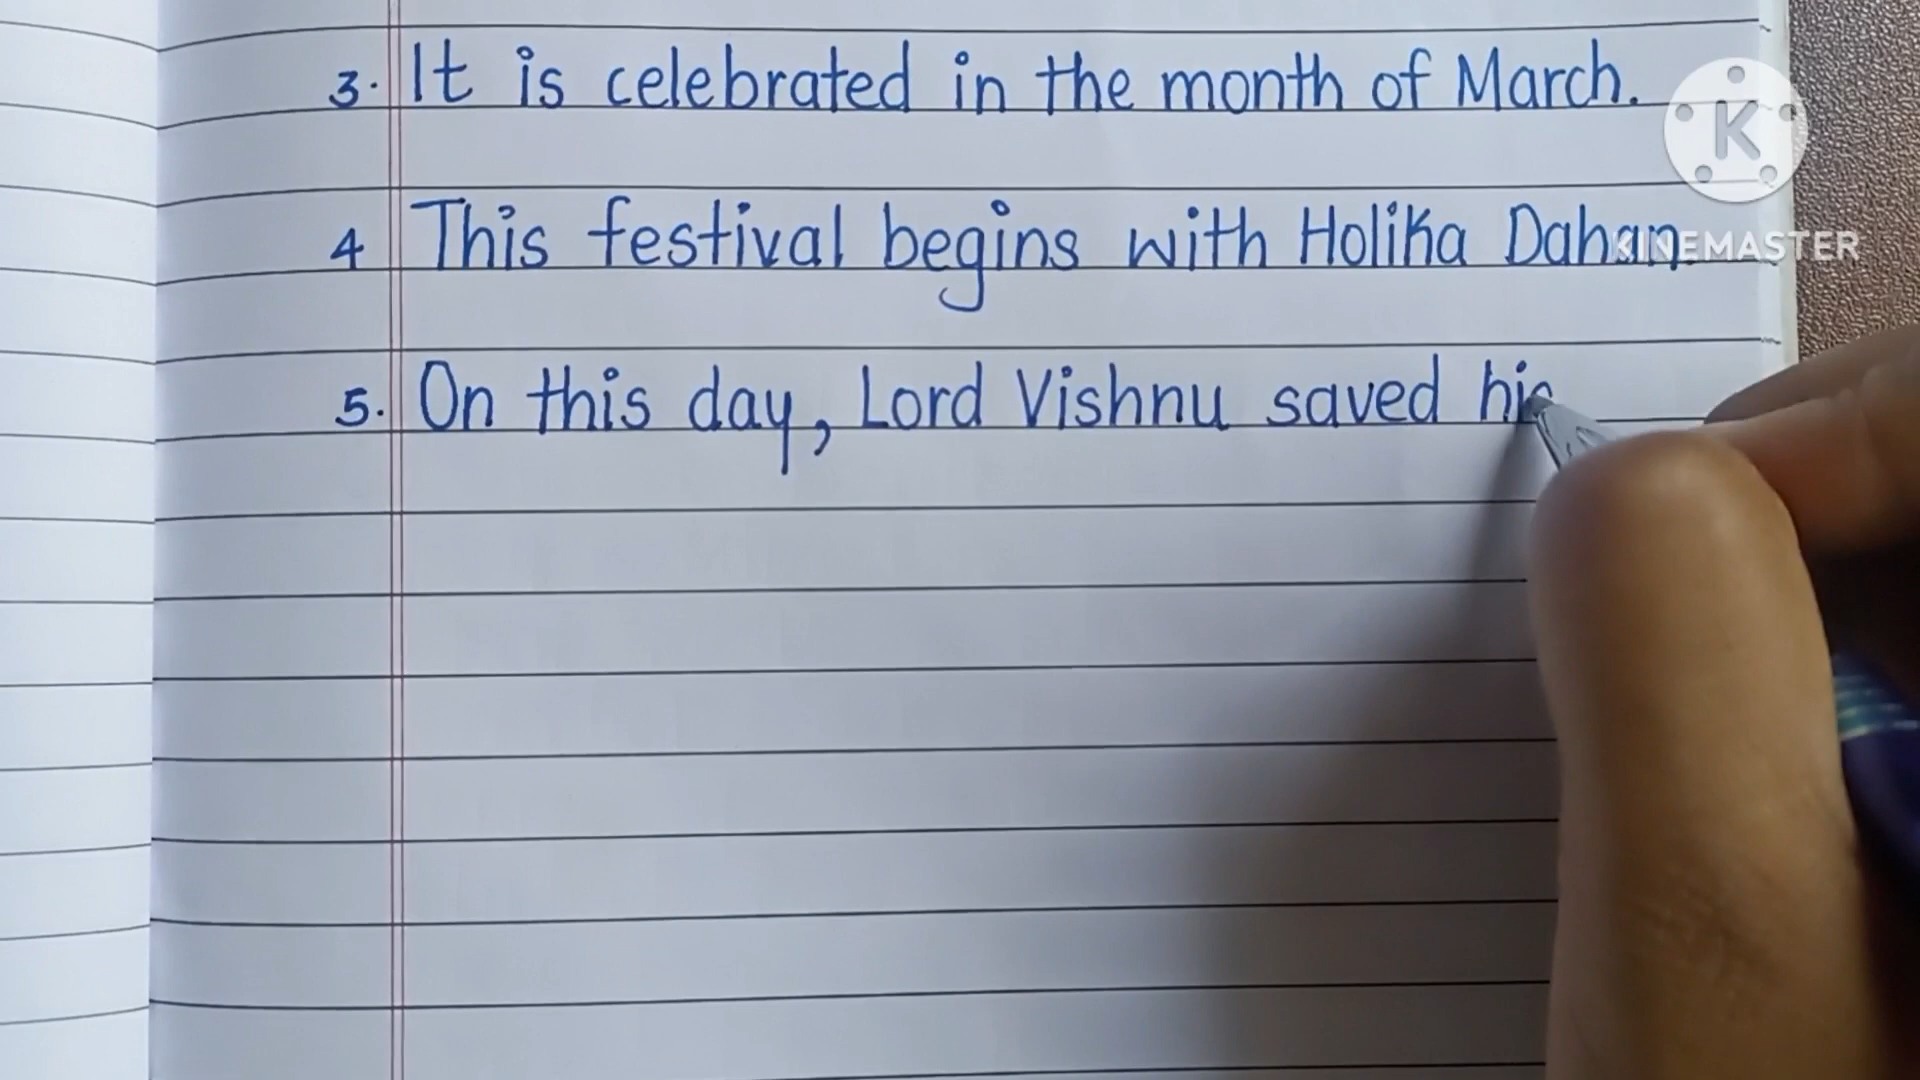 3. It is celebrated in the month of March.
K
4 This festival begins with Holika Dahan.
KINEMASTER
5. On this day, Lord Vishnu saved his